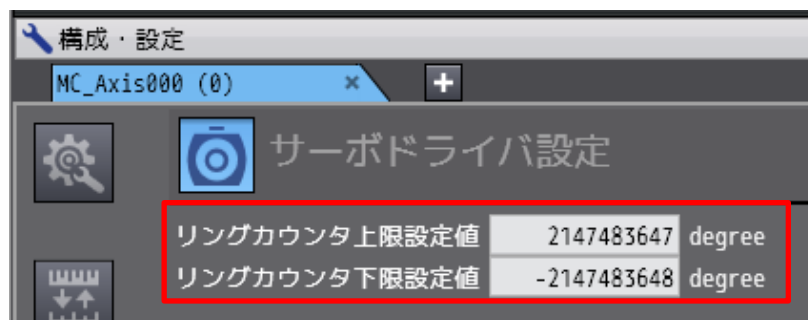 構成・設定
MC_Axis000 (0) × +
サーボドライバ設定
リングカウンタ上限設定値 2147483647 degree
リングカウンタ下限設定値 -2147483648 degree